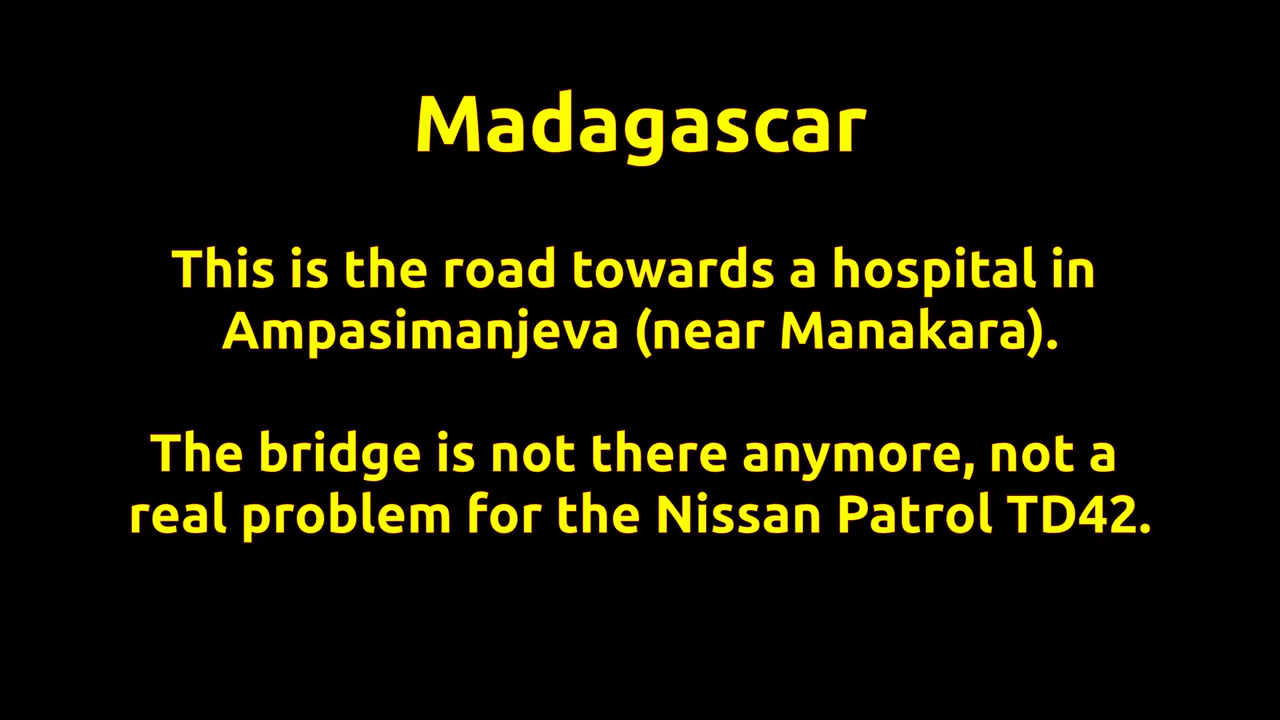 Madagascar
This is the road towards a hospital in
Ampasimanjeva (near Manakara).
The bridge is not there anymore, not a
real problem for the Nissan Patrol TD42.